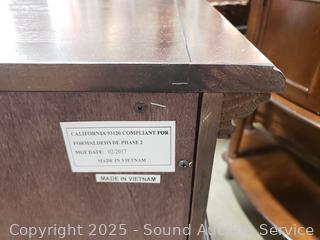 CALIFORNIA 93120 COMPLIANT FOR
FORMALDEHYDE PHASE 2
MGF DATE: 02/2017
MADE IN VIETNAM
MADE IN VIETNAM
Copyright 2025 - Sound Auction Service